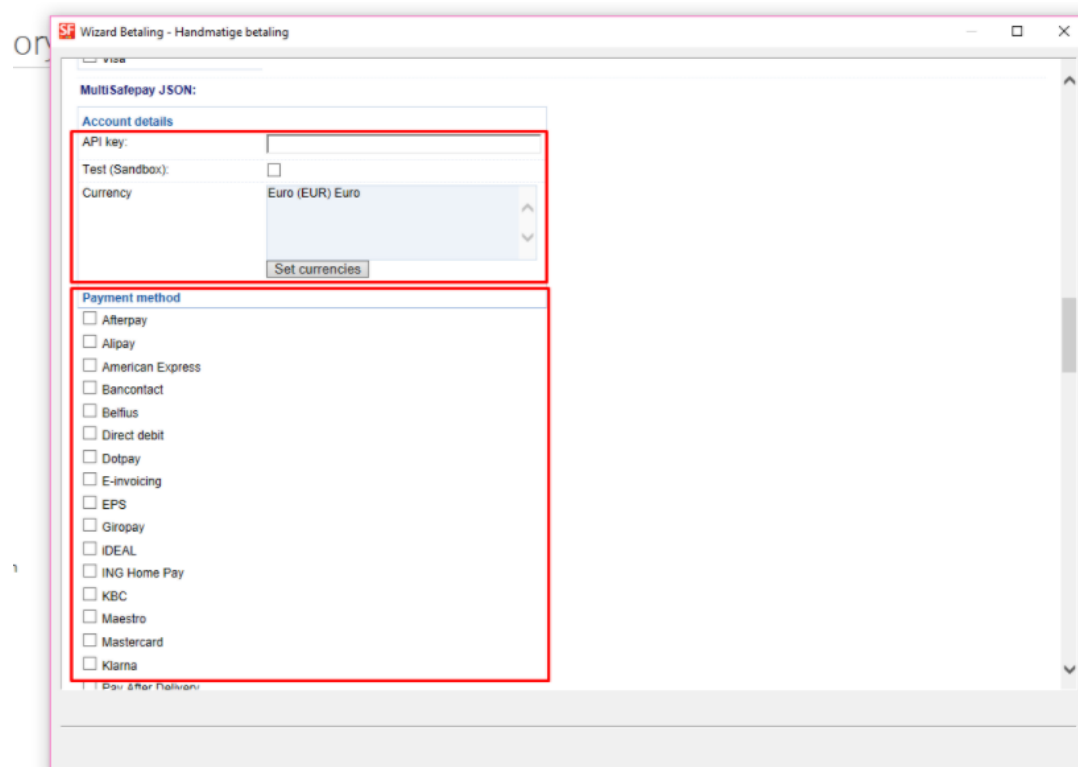 ory
SF Wizard Betaling - Handmatige betaling
Visa
MultiSafepay JSON:
Account details
API key:
Test (Sandbox):
Currency Euro (EUR) Euro
Set currencies
Payment method
Afterpay
Alipay
American Express
Bancontact
Belfius
Direct debit
Dotpay
E-invoicing
EPS
Giropay
iDEAL
ING Home Pay
KBC
Maestro
Mastercard
Klarna
Pay After Delivery